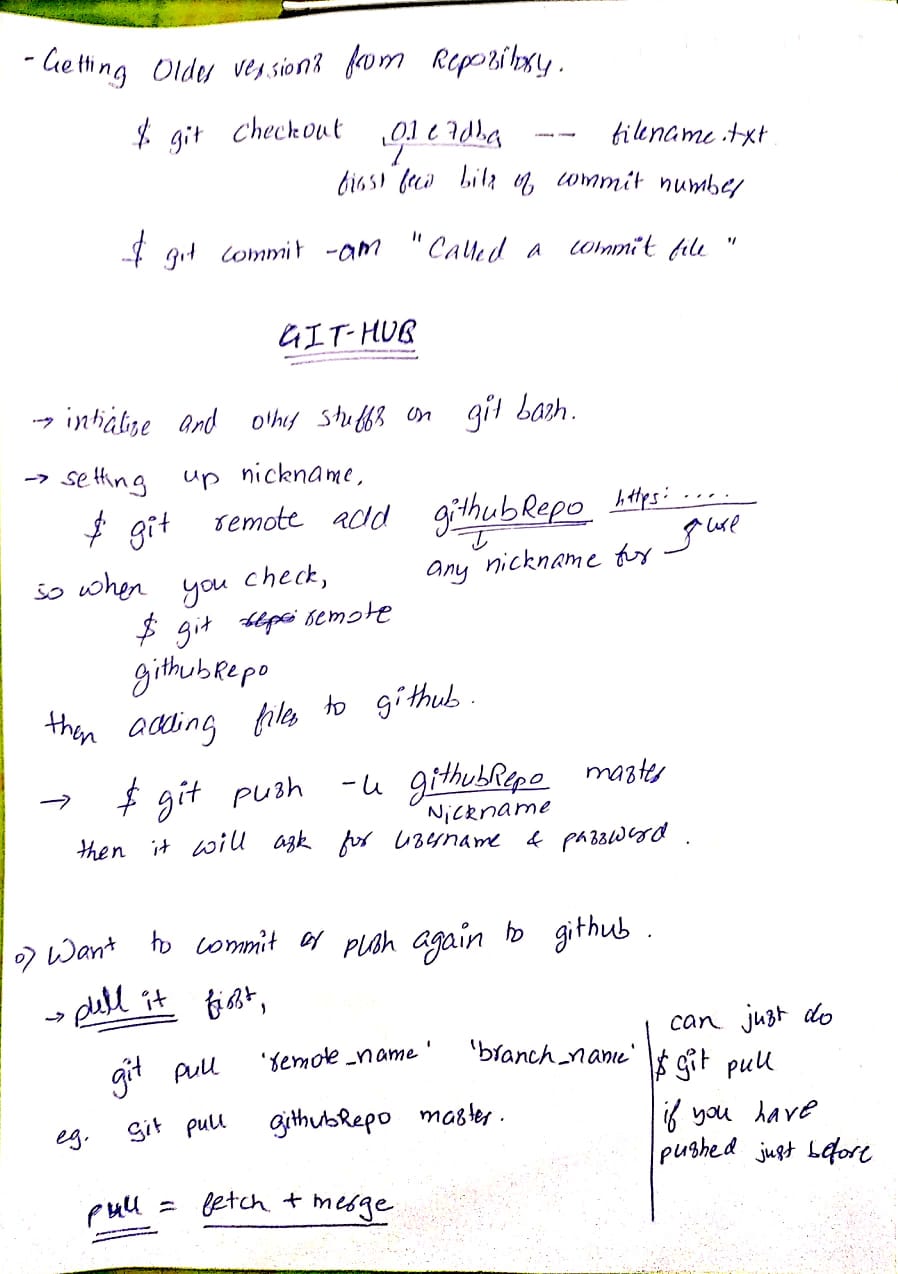 - Getting Older versions from Repository.
$ git checkout 01e7dba -- filename.txt
first few bits of commit number
$ git commit -am "Called a commit file"
GIT-HUB
→ intialise and other stuffs on git bash.
→ setting up nickname,
$ git remote add githubRepo https: ....
any nickname for url
so when you check,
$ git remote
githubRepo
then adding files to github.
→ $ git push -u githubRepo master
Nickname
then it will ask for username & password.
o) Want to commit or push again to github.
→ pull it first,
git pull 'remote_name' 'branch_name'
eg. git pull githubRepo master.
can just do
$ git pull
if you have
pushed just before
pull = fetch + merge